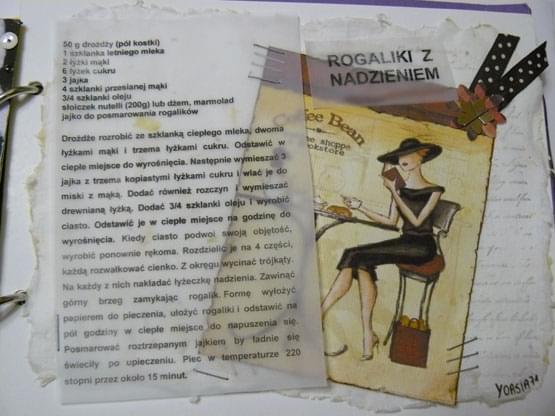 50 g drożdży (pół kostki)
1 szklanka letniego mleka
2 łyżki mąki
6 łyżek cukru
3 jajka
4 szklanki przesianej mąki
3/4 szklanki oleju
słoiczek nutelli (200g) lub dżem, marmolad
jajko do posmarowania rogalików
Drożdże rozrobić ze szklanką ciepłego mleka, dwoma
łyżkami mąki i trzema łyżkami cukru. Odstawić w
ciepłe miejsce do wyrośnięcia. Następnie wymieszać 3
jajka z trzema kopiastymi łyżkami cukru i wlać je do
miski z mąką. Dodać również rozczyn i wymieszać
drewnianą łyżką. Dodać 3/4 szklanki oleju i wyrobić
ciasto. Odstawić je w ciepłe miejsce na godzinę do
wyrośnięcia. Kiedy ciasto podwoi swoją objętość,
wyrobić ponownie rękoma. Rozdzielić je na 4 części,
każdą rozwałkować cienko. Z okręgu wycinać trójkąty.
Na każdy z nich nakładać łyżeczkę nadzienia. Zawinąć
górny brzeg zamykając rogalik. Formę wyłożyć
papierem do pieczenia, ułożyć rogaliki i odstawić na
pół godziny w ciepłe miejsce do napuszenia się.
Posmarować roztrzepanym jajkiem by ładnie się
świeciły po upieczeniu. Piec w temperaturze 220
stopni przez około 15 minut.
ROGALIKI Z
NADZIENIEM
Coffee Bean
shoppe
bookstore
YORSIA74